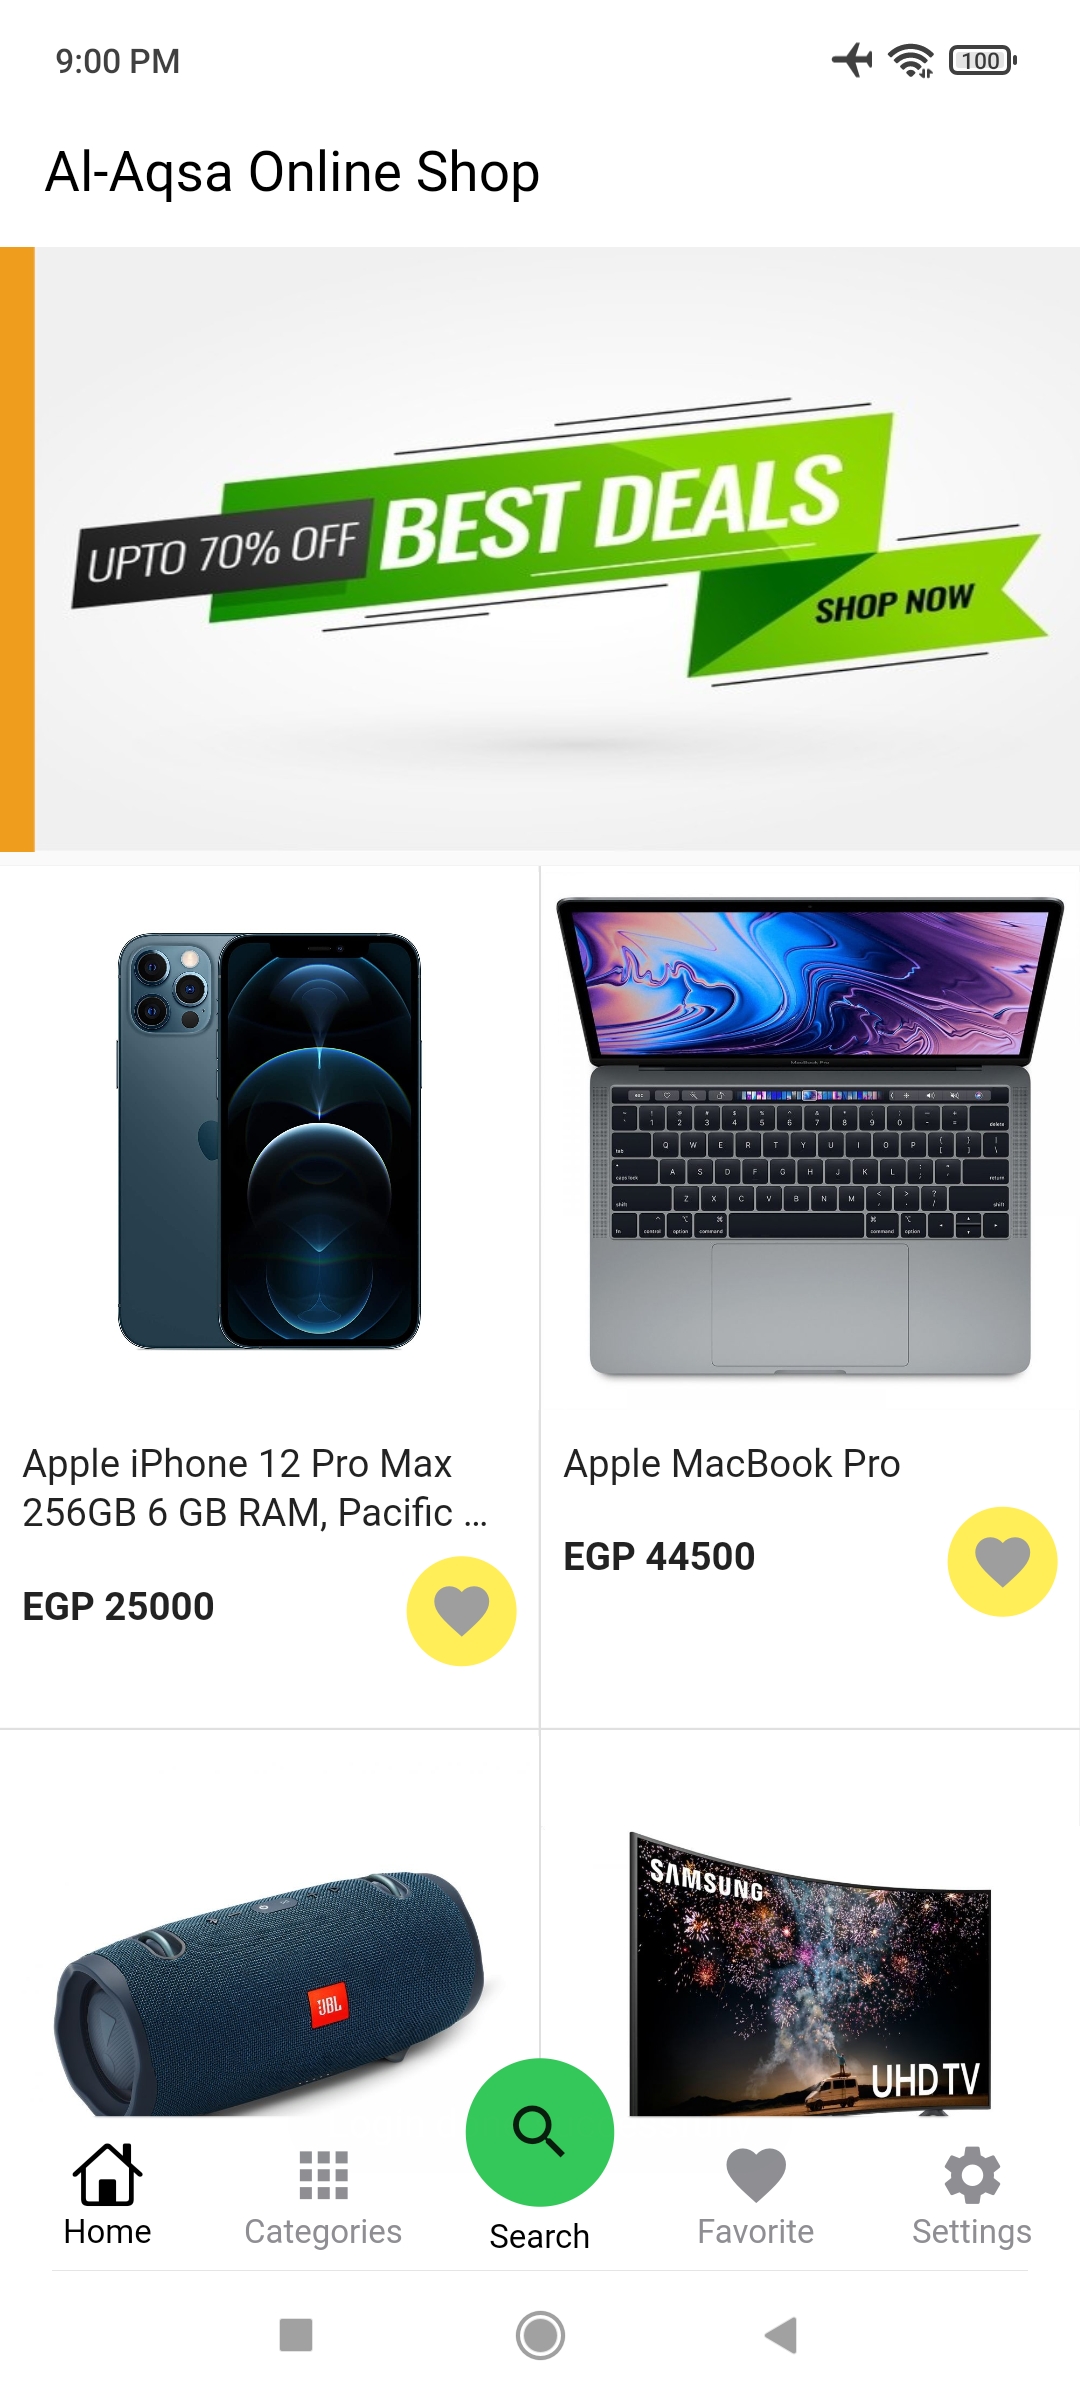 9:00 PM
100
Al-Aqsa Online Shop
UPTO 70% OFF
BEST DEALS
SHOP NOW
Apple iPhone 12 Pro Max
256GB 6 GB RAM, Pacific ...
EGP 25000
Apple MacBook Pro
EGP 44500
JBL
SAMSUNG
UHD TV
Home
Categories
Search
Favorite
Settings